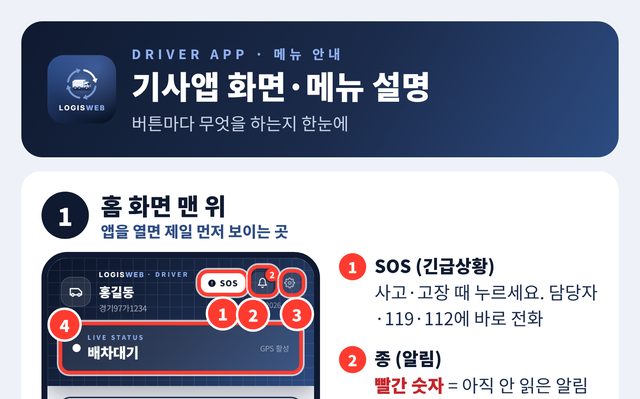 DRIVER APP · 메뉴 안내
기사앱 화면·메뉴 설명
LOGISWEB
버튼마다 무엇을 하는지 한눈에
1
홈 화면 맨 위
앱을 열면 제일 먼저 보이는 곳
LOGISWEB · DRIVER
홍길동
경기97가1234
SOS
2
1
2
3
4
LIVE STATUS
배차대기
GPS 활성
1 SOS (긴급상황)
사고·고장 때 누르세요. 담당자
·119·112에 바로 전화
2 종 (알림)
빨간 숫자 = 아직 안 읽은 알림